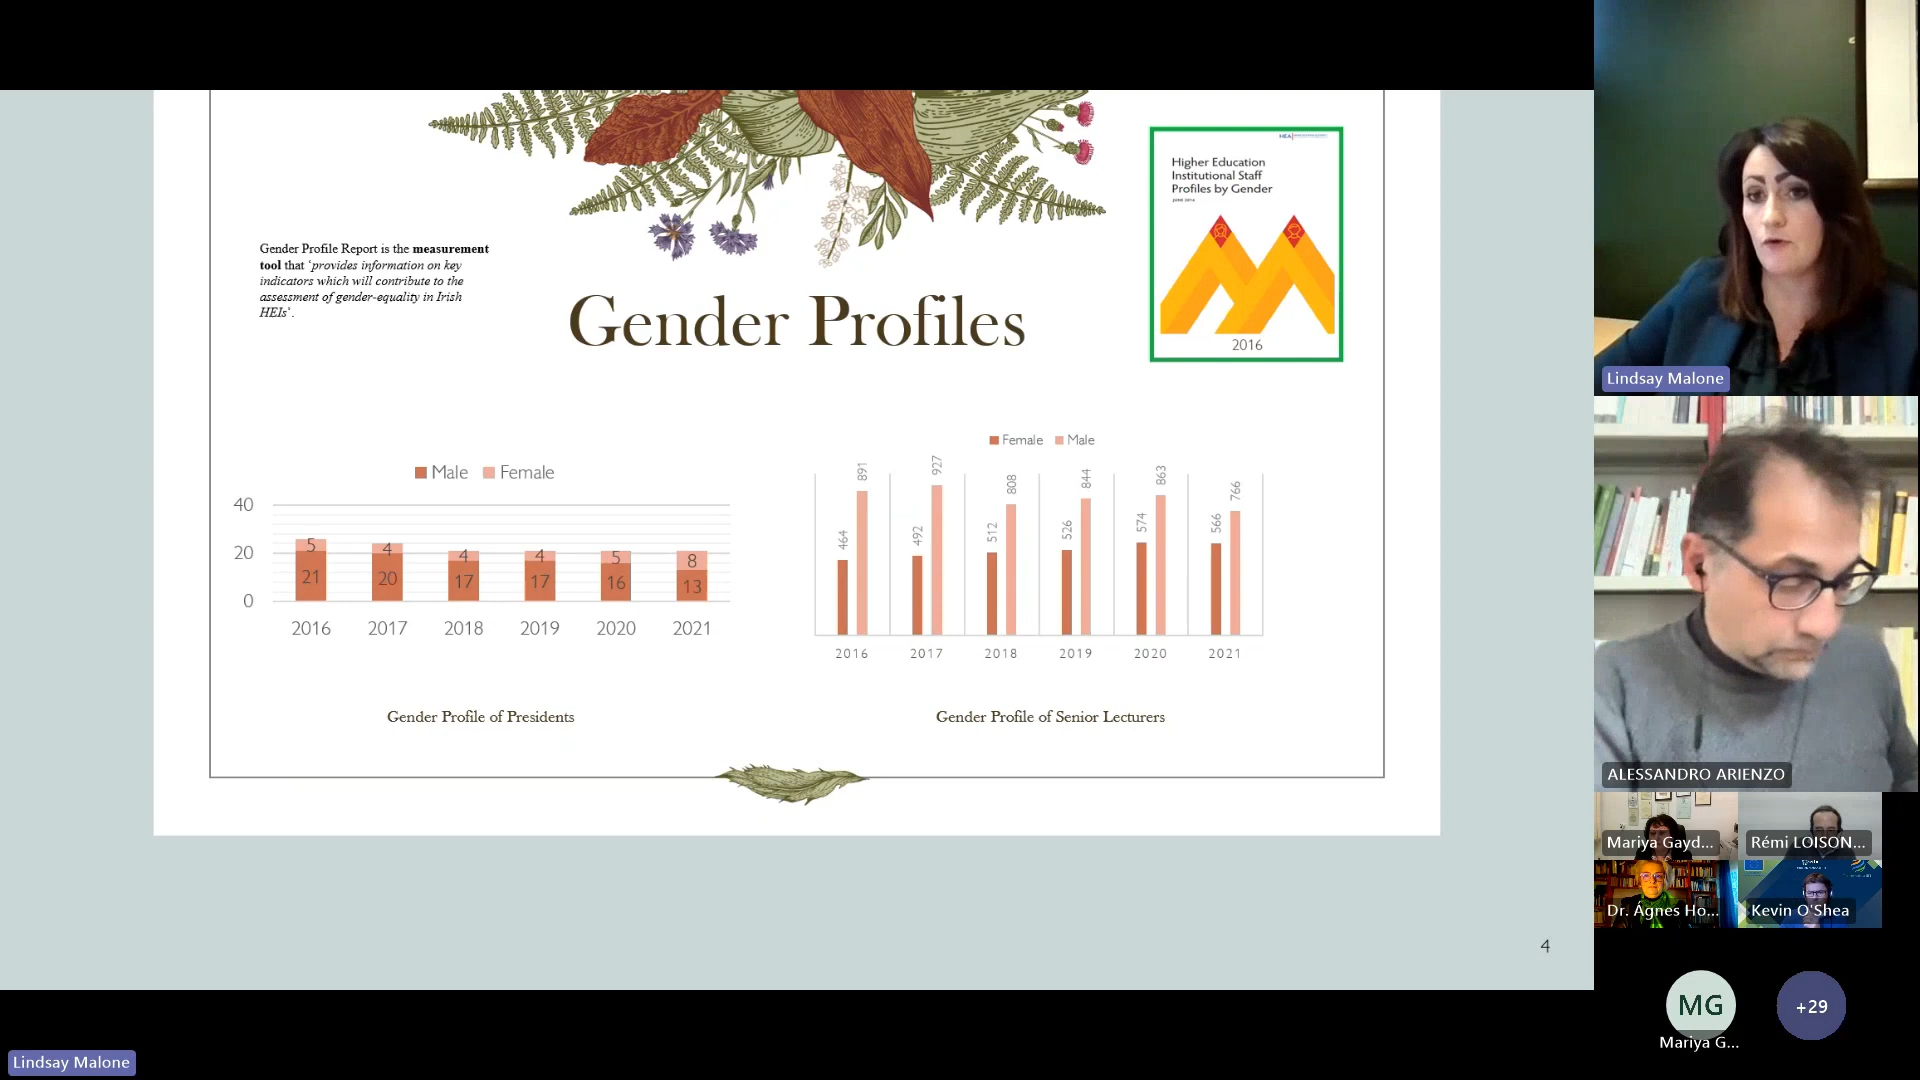 Gender Profile Report is the measurement
tool that ‘provides information on key
indicators which will contribute to the
assessment of gender-equality in Irish
HEIs’.
Gender Profiles
HEA
Higher Education
Institutional Staff
Profiles by Gender
JUNE 2016
2016
Male Female
40
20
0
5 4 4 4 5 8
21 20 17 17 16 13
2016 2017 2018 2019 2020 2021
Gender Profile of Presidents
Female Male
464 891 492 927 512 808 526 844 574 863 566 766
2016 2017 2018 2019 2020 2021
Gender Profile of Senior Lecturers
4
Lindsay Malone
ALESSANDRO ARIENZO
Mariya Gayd...
Rémi LOISON...
Dr. Ágnes Ho...
Kevin O'Shea
MG
+29
Mariya G...
Lindsay Malone